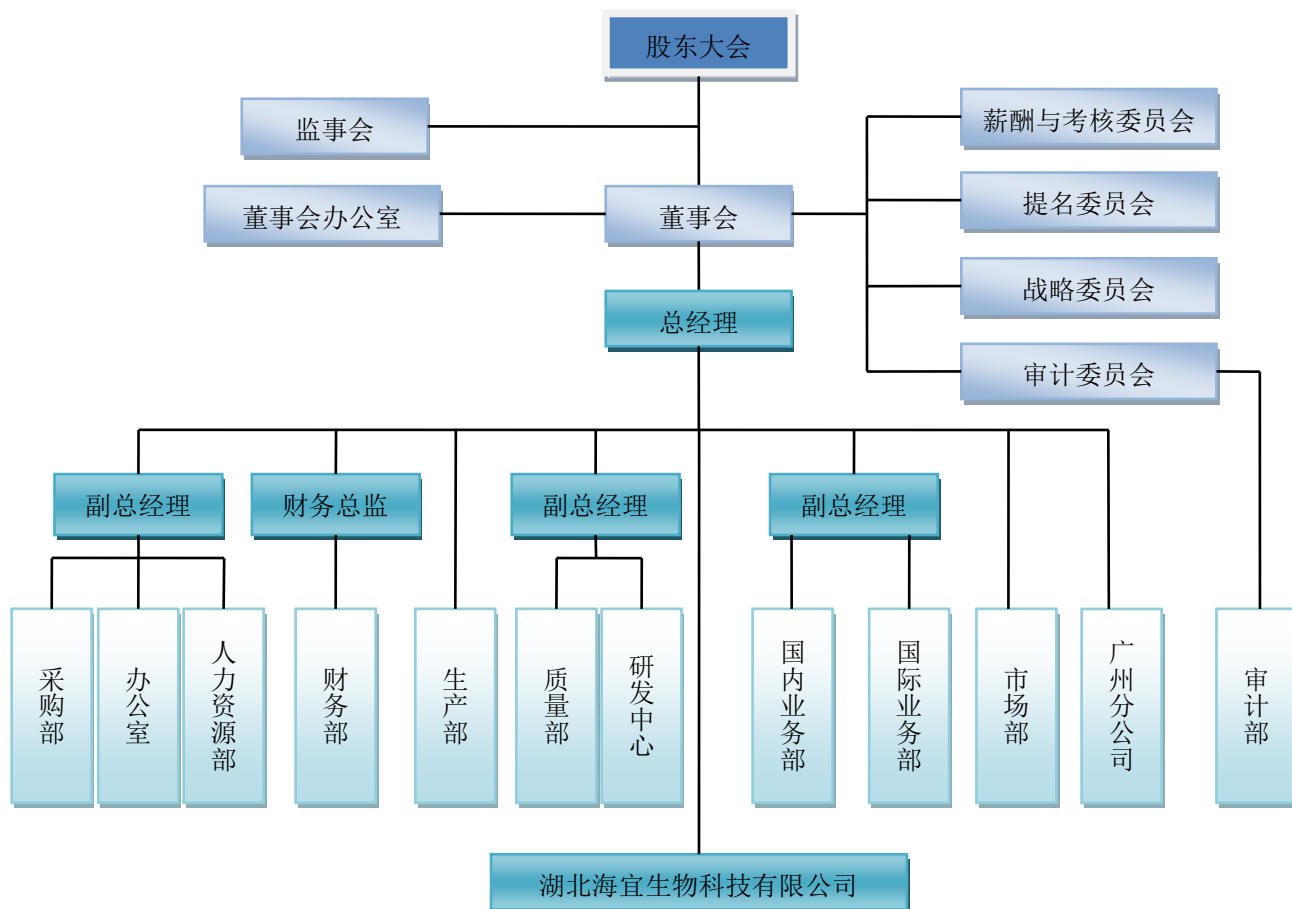 股东大会
监事会
薪酬与考核委员会
提名委员会
董事会办公室
董事会
战略委员会
总经理
审计委员会
副总经理
财务总监
副总经理
副总经理
采购部
办公室
人力资源部
财务部
生产部
质量部
研发中心
国内业务部
国际业务部
市场部
广州分公司
审计部
湖北海宜生物科技有限公司